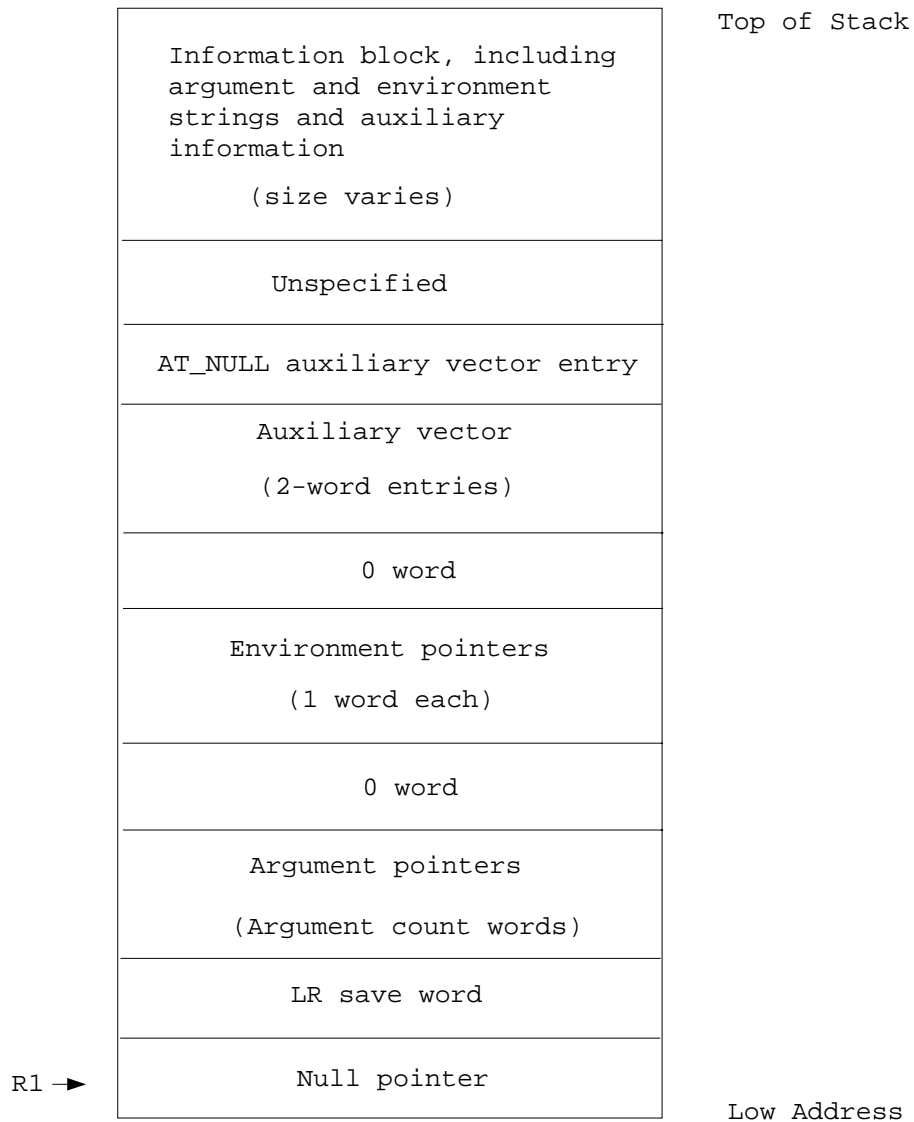 Top of Stack
Information block, including
argument and environment
strings and auxiliary
information
(size varies)
Unspecified
AT_NULL auxiliary vector entry
Auxiliary vector
(2-word entries)
0 word
Environment pointers
(1 word each)
0 word
Argument pointers
(Argument count words)
LR save word
R1
Null pointer
Low Address